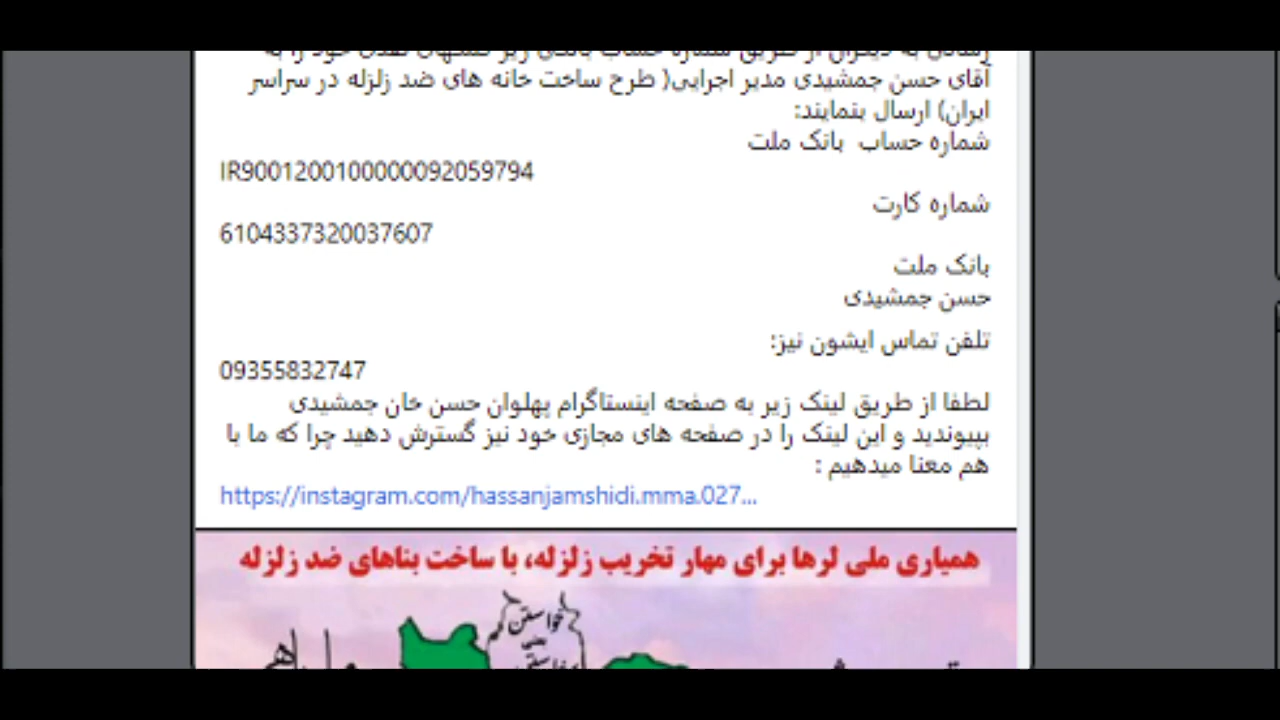 آقای حسن جمشیدی مدیر اجرایی( طرح ساخت خانه های ضد زلزله در سراسر
ایران) ارسال بنمایند:
شماره حساب بانک ملت
IR900120010000009205979​4
شماره کارت
6104337320037607
بانک ملت
حسن جمشیدی
تلفن تماس ایشون نیز:
09355832747
لطفا از طریق لینک زیر به صفحه اینستاگرام پهلوان حسن خان جمشیدی
بپیوندید و این لینک را در صفحه های مجازی خود نیز گسترش دهید چرا که ما با
هم معنا میدهیم :
https://instagram.com/hassanjamshidi.mma.027...
همیاری ملی لرها برای مهار تخریب زلزله، با ساخت بناهای ضد زلزله
خواستن